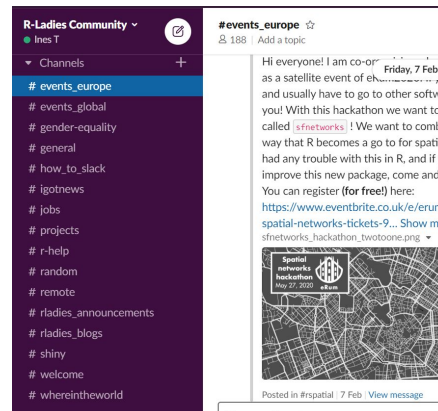 R-Ladies Community
Ines T
Channels
# events_europe
# events_global
# gender-equality
# general
# how_to_slack
# igotnews
# jobs
# projects
# r-help
# random
# remote
# rladies_announcements
# rladies_blogs
# shiny
# welcome
# whereintheworld
#events_europe
188 | Add a topic
Friday, 7 Feb
Hi everyone! I am
as a satellite event of
and usually have to go to other softw
you! With this hackathon we want to
called sfnetworks ! We want to comb
way that R becomes a go to for spati
had any trouble with this in R, and if
improve this new package, come and
You can register (for free!) here:
https://www.eventbrite.co.uk/e/erun
spatial-networks-tickets-9... Show m
sfnetworks_hackathon_twotoone.png
Spatial
networks
hackathon
May 27, 2020 eRum
Posted in #rspatial | 7 Feb | View message